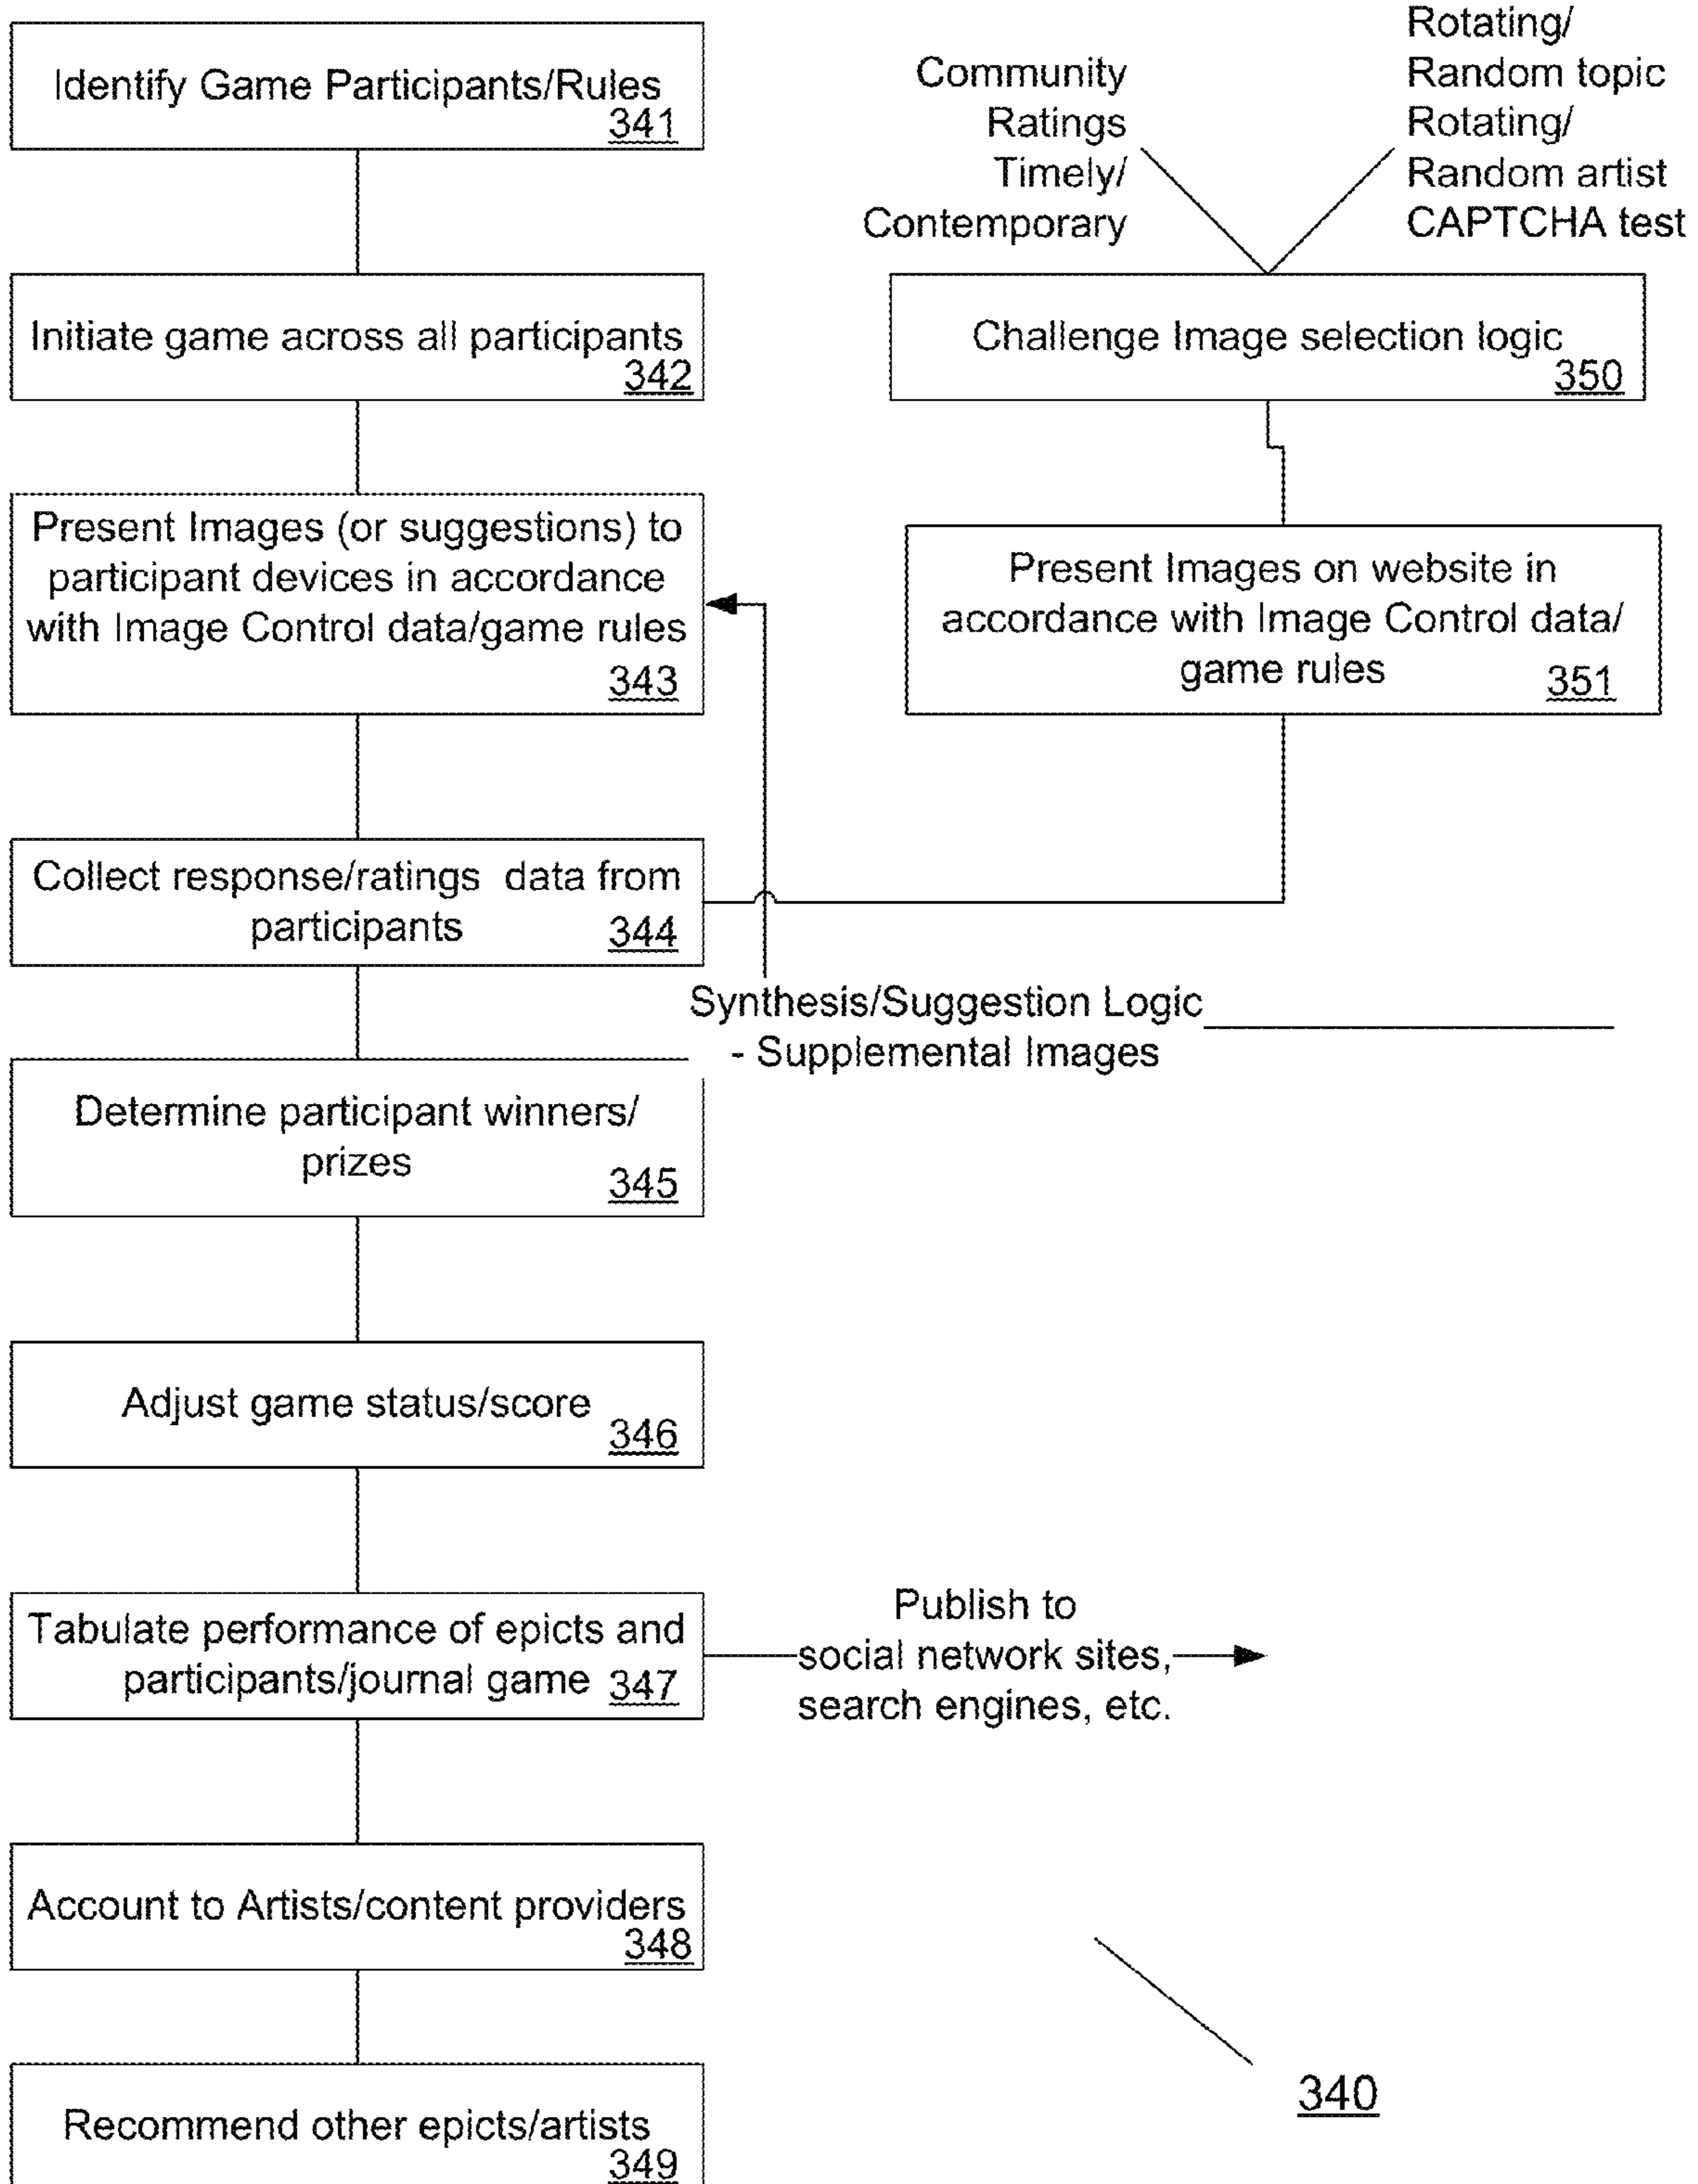 Identify Game Participants/Rules
341
Community
Ratings
Timely/
Contemporary
Rotating/
Random topic
Rotating/
Random artist
CAPTCHA test
Initiate game across all participants
342
Challenge Image selection logic
350
Present Images (or suggestions) to
participant devices in accordance
with Image Control data/game rules
343
Present Images on website in
accordance with Image Control data/
game rules
351
Collect response/ratings data from
participants
344
Synthesis/Suggestion Logic
- Supplemental Images
Determine participant winners/
prizes
345
Adjust game status/score
346
Tabulate performance of epicts and
participants/journal game
347
Publish to
social network sites,
search engines, etc.
Account to Artists/content providers
348
340
Recommend other epicts/artists
349